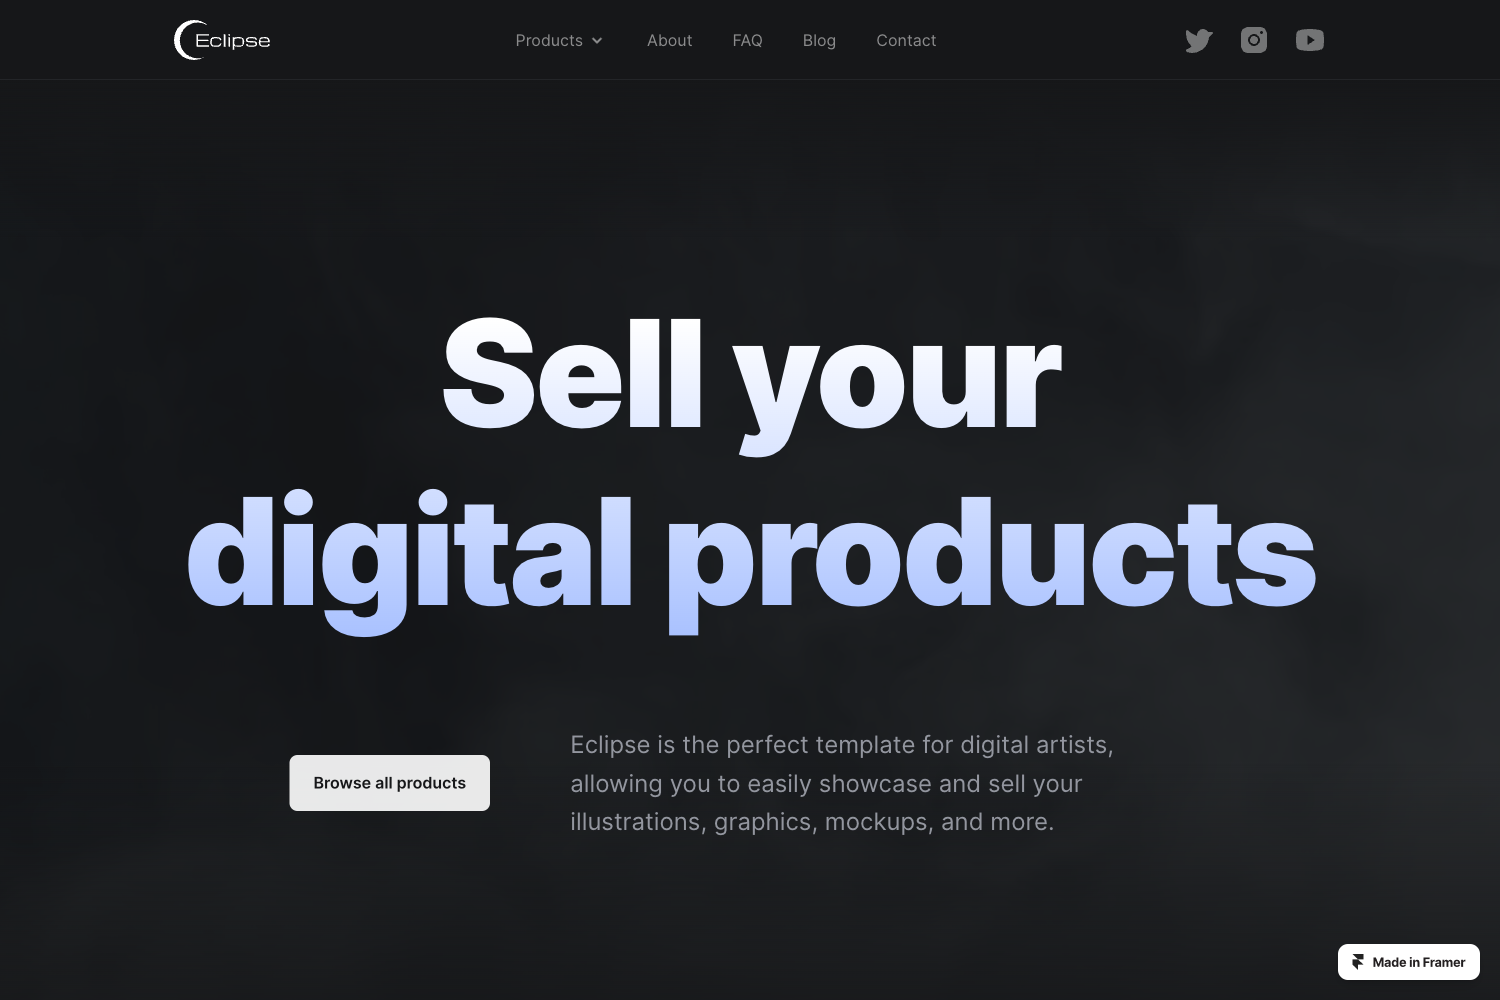 Eclipse
Products
About
FAQ
Blog
Contact
Sell your
digital products
Browse all products
Eclipse is the perfect template for digital artists,
allowing you to easily showcase and sell your
illustrations, graphics, mockups, and more.
Made in Framer